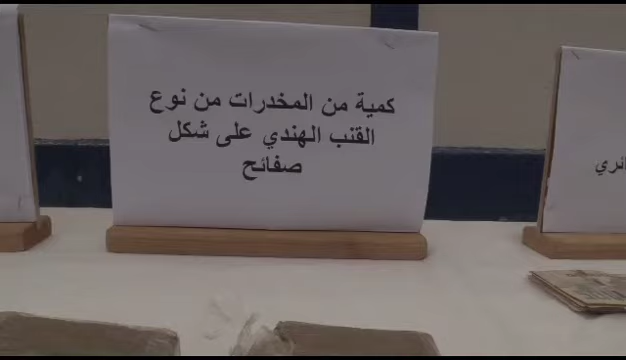 كمية من المخدرات من نوع
القنب الهندي على شكل
صفائح